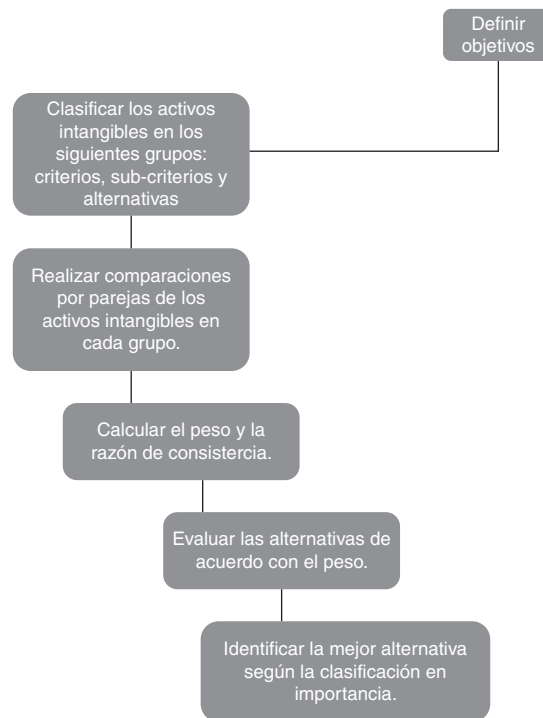 Definir
objetivos
Clasificar los activos
intangibles en los
siguientes grupos:
criterios, sub-criterios y
alternativas
Realizar comparaciones
por parejas de los
activos intangibles en
cada grupo.
Calcular el peso y la
razón de consistercia.
Evaluar las alternativas de
acuerdo con el peso.
Identificar la mejor alternativa
según la clasificación en
importancia.